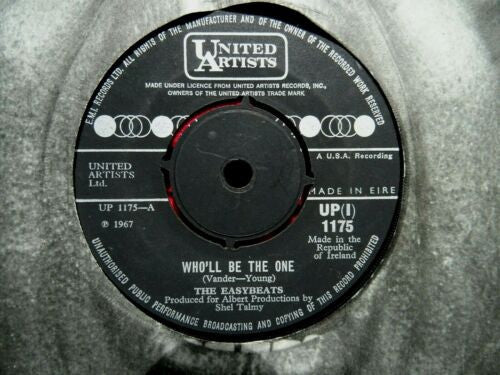 E.M.I. RECORDS LTD. ALL RIGHTS OF THE MANUFACTURER AND OF THE OWNER OF THE RECORDED WORK RESERVED
UNITED
ARTISTS
MADE UNDER LICENCE FROM UNITED ARTISTS RECORDS, INC.,
OWNERS OF THE UNITED ARTISTS TRADE MARK
UNITED
ARTISTS
Ltd.
A U.S.A. Recording
MADE IN EIRE
UP 1175—A
℗ 1967
UP(I)
1175
Made in the
Republic
of Ireland
WHO'LL BE THE ONE
(Vander—Young)
THE EASYBEATS
Produced for Albert Productions by
Shel Talmy
UNAUTHORISED PUBLIC PERFORMANCE BROADCASTING AND COPYING OF THIS RECORD PROHIBITED